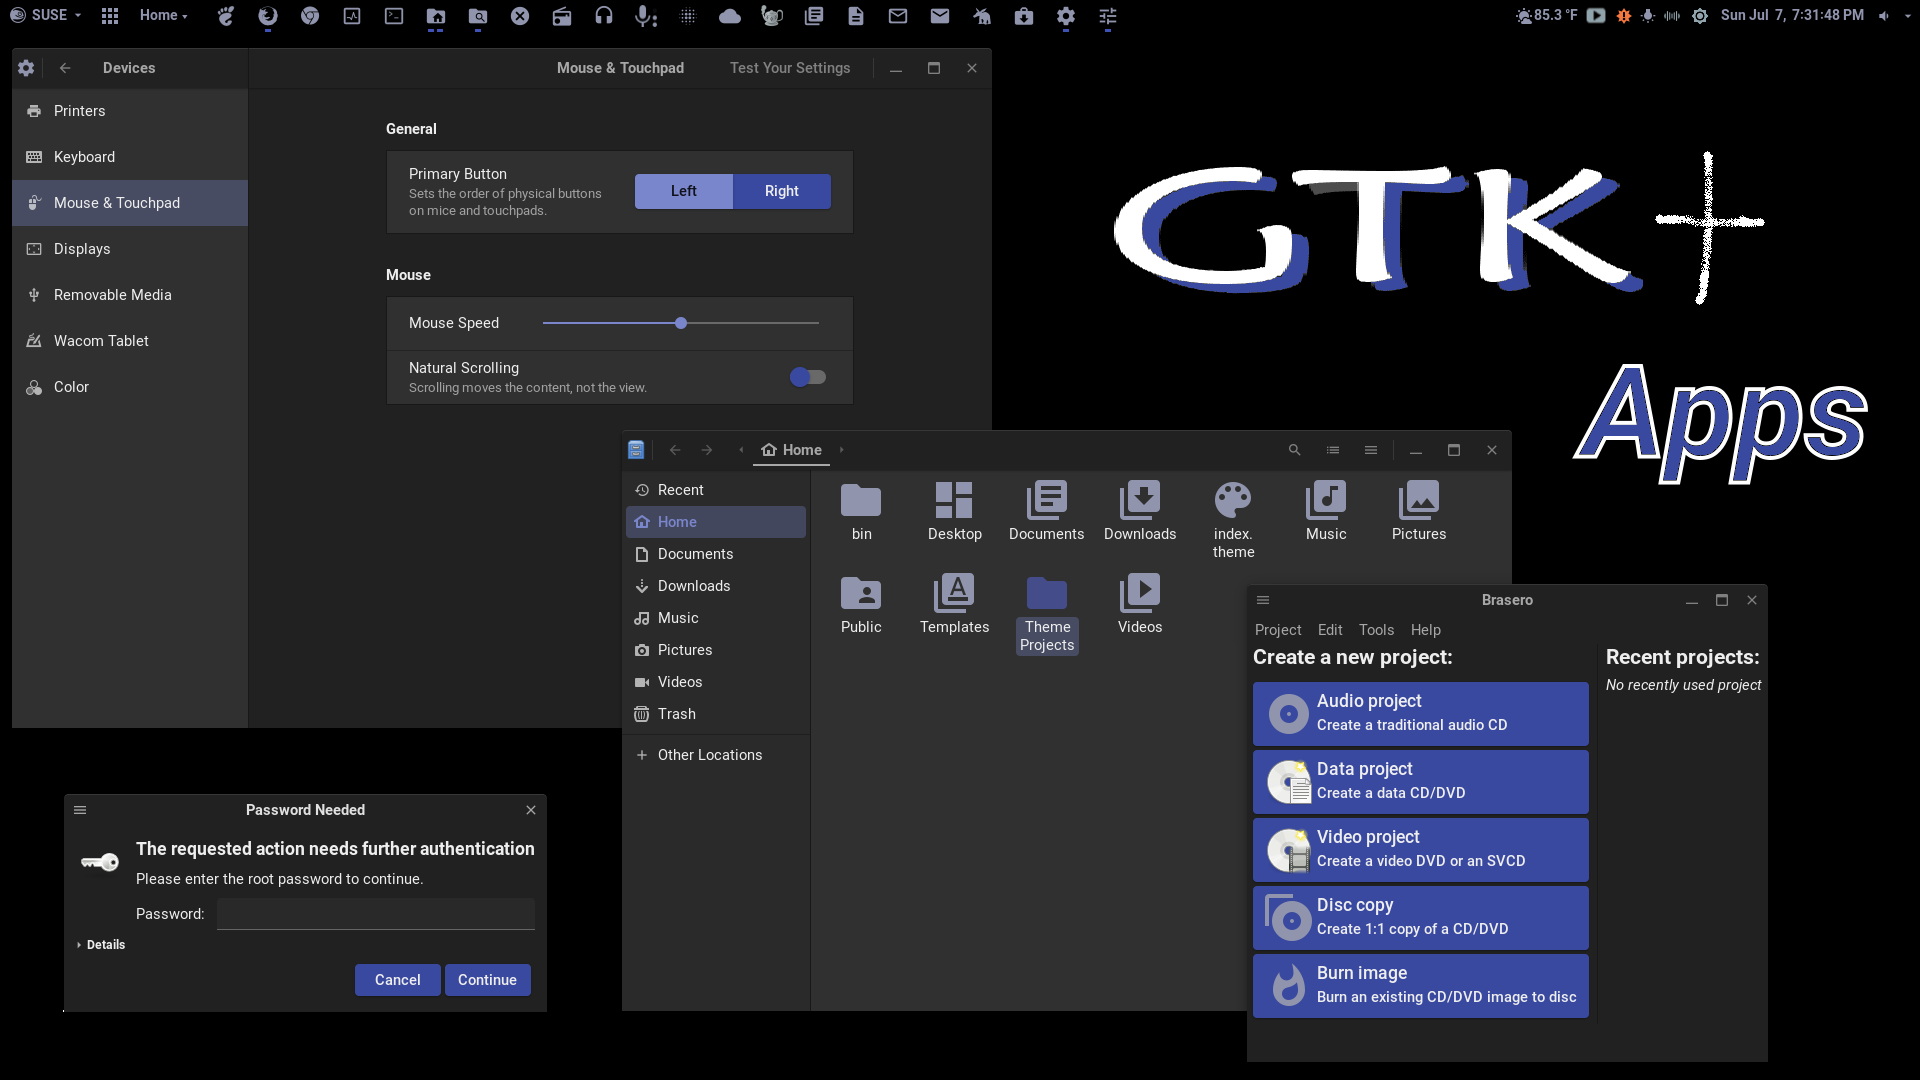 SUSE
Home
85.3 °F
Sun Jul 7, 7:31:48 PM
Devices
Mouse & Touchpad
Test Your Settings
Printers
Keyboard
Mouse & Touchpad
Displays
Removable Media
Wacom Tablet
Color
General
Primary Button
Sets the order of physical buttons
on mice and touchpads.
Left
Right
Mouse
Mouse Speed
Natural Scrolling
Scrolling moves the content, not the view.
GTK+
Apps
Home
Recent
Home
Documents
Downloads
Music
Pictures
Videos
Trash
Other Locations
bin
Desktop
Documents
Downloads
index.
theme
Music
Pictures
Public
Templates
Theme
Projects
Videos
Brasero
Project Edit Tools Help
Create a new project:
Audio project
Create a traditional audio CD
Data project
Create a data CD/DVD
Video project
Create a video DVD or an SVCD
Disc copy
Create 1:1 copy of a CD/DVD
Burn image
Burn an existing CD/DVD image to disc
Recent projects:
No recently used project
Password Needed
The requested action needs further authentication
Please enter the root password to continue.
Password:
Details
Cancel
Continue